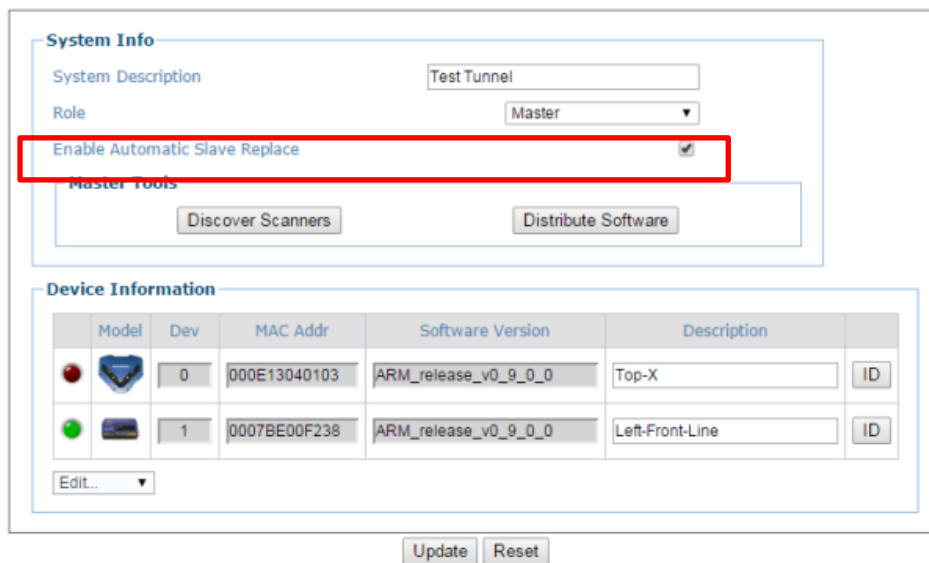 System Info
System Description Test Tunnel
Role Master
Enable Automatic Slave Replace
Master Tools
Discover Scanners Distribute Software
Device Information
Model Dev MAC Addr Software Version Description
0 000E13040103 ARM_release_v0_9_0_0 Top-X ID
1 0007BE00F238 ARM_release_v0_9_0_0 Left-Front-Line ID
Edit...
Update Reset